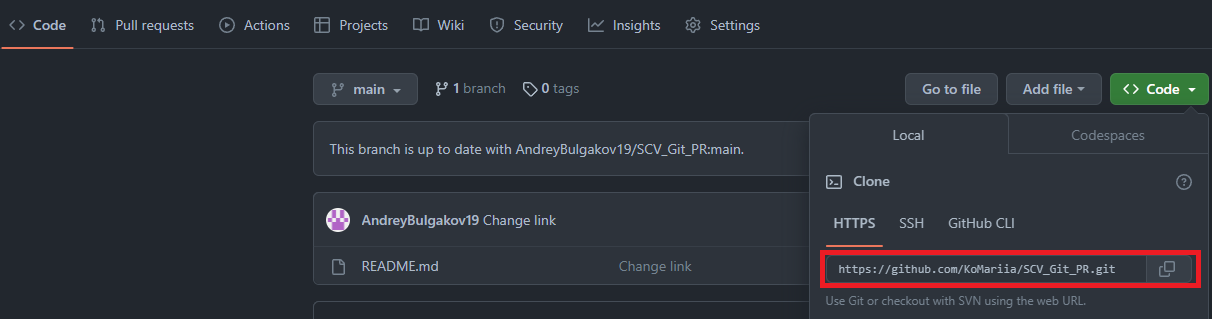 Code Pull requests Actions Projects Wiki Security Insights Settings
main 1 branch 0 tags Go to file Add file Code
Local Codespaces
This branch is up to date with AndreyBulgakov19/SCV_Git_PR:main.
Clone
AndreyBulgakov19 Change link
HTTPS SSH GitHub CLI
README.md Change link
https://github.com/KoMariia/SCV_Git_PR.git
Use Git or checkout with SVN using the web URL.